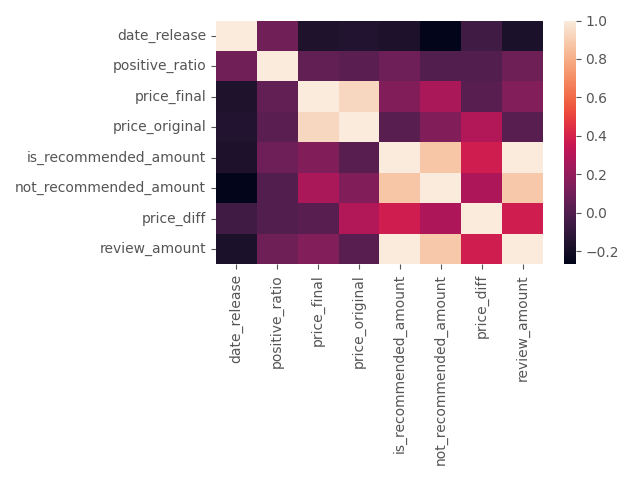 date_release
positive_ratio
price_final
price_original
is_recommended_amount
not_recommended_amount
price_diff
review_amount
date_release
positive_ratio
price_final
price_original
is_recommended_amount
not_recommended_amount
price_diff
review_amount
1.0
0.8
0.6
0.4
0.2
0.0
−0.2